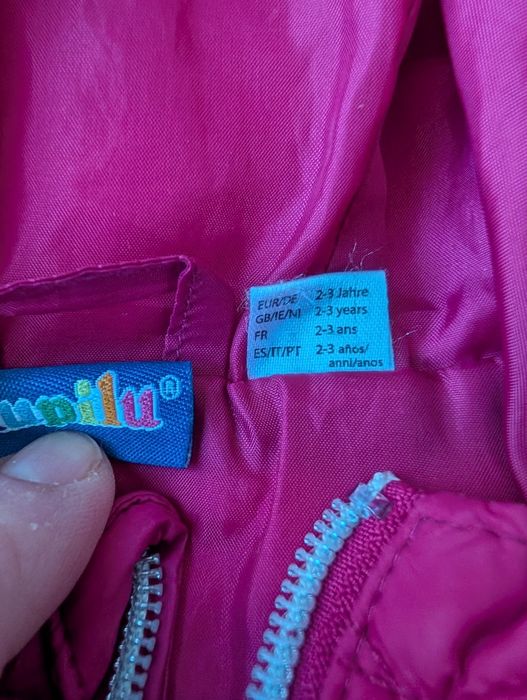 upilu®
EUR/DE 2-3 Jahre
GB/IE/NI 2-3 years
FR 2-3 ans
ES/IT/PT 2-3 años/
anni/anos